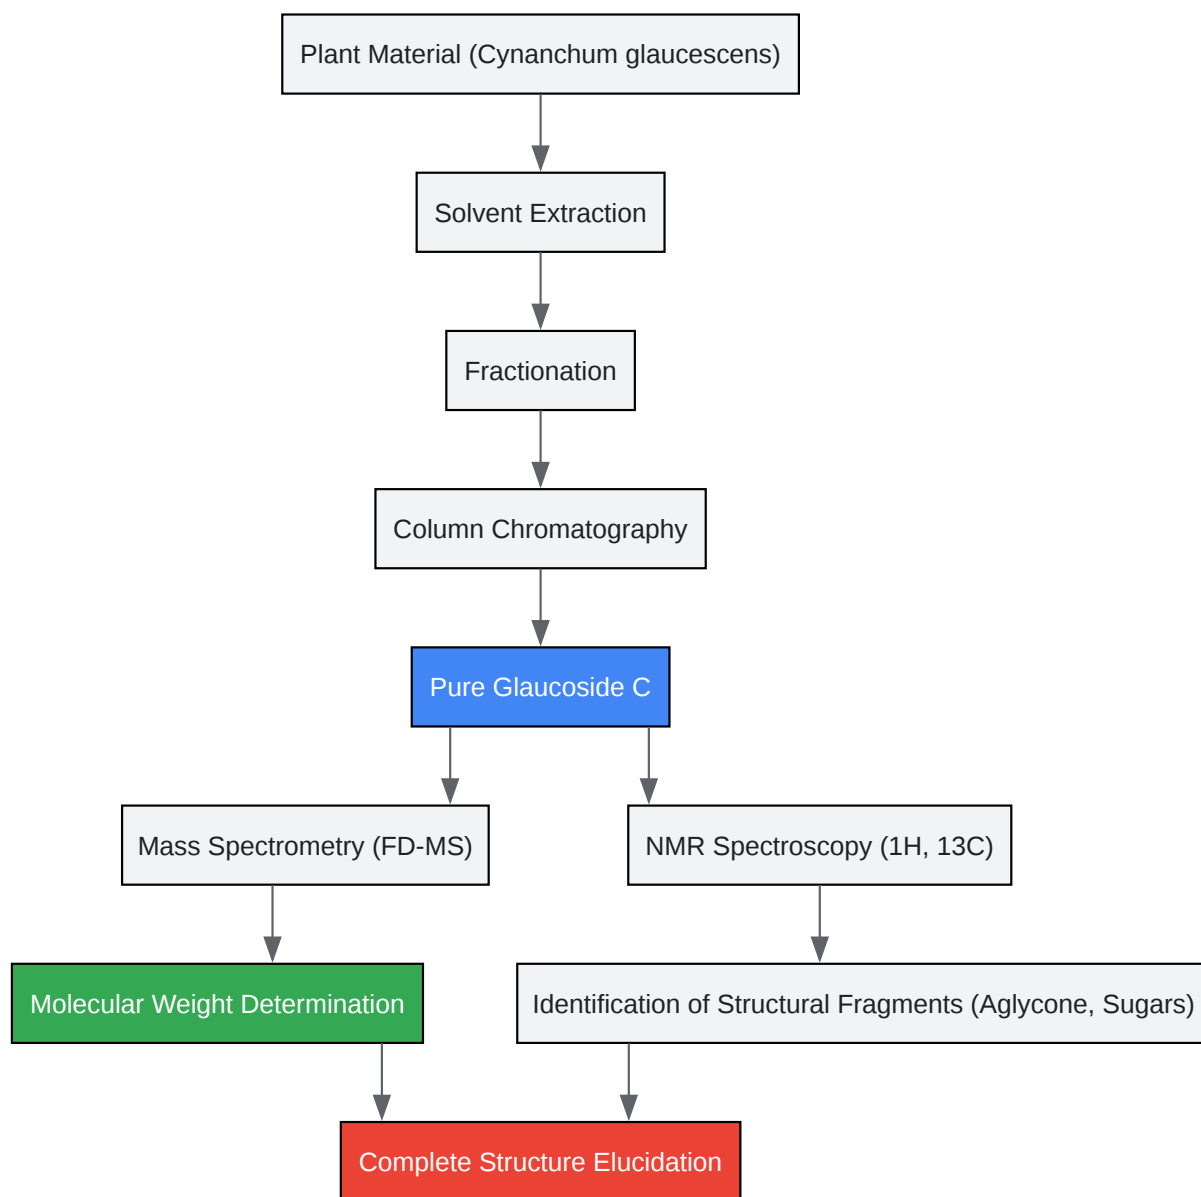 Plant Material (Cynanchum glaucescens)
Solvent Extraction
Fractionation
Column Chromatography
Pure Glaucoside C
Mass Spectrometry (FD-MS)
NMR Spectroscopy (1H, 13C)
Molecular Weight Determination
Identification of Structural Fragments (Aglycone, Sugars)
Complete Structure Elucidation